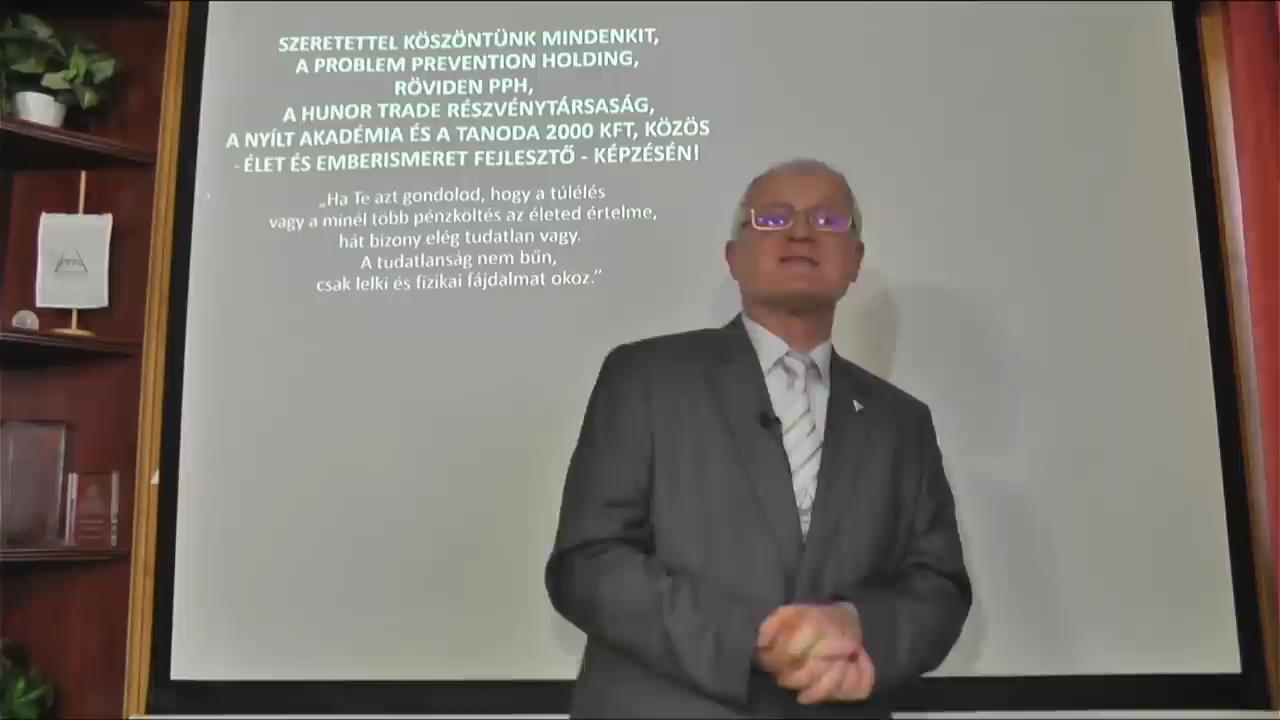 SZERETETTEL KÖSZÖNTÜNK MINDENKIT,
A PROBLEM PREVENTION HOLDING,
RÖVIDEN PPH,
A HUNOR TRADE RÉSZVÉNYTÁRSASÁG,
A NYÍLT AKADÉMIA ÉS A TANODA 2000 KFT, KÖZÖS
- ÉLET ÉS EMBERISMERET FEJLESZTŐ - KÉPZÉSÉN!
„Ha Te azt gondolod, hogy a túlélés
vagy a minél több pénzköltés az életed értelme,
hát bizony elég tudatlan vagy.
A tudatlanság nem bűn,
csak lelki és fizikai fájdalmat okoz.”